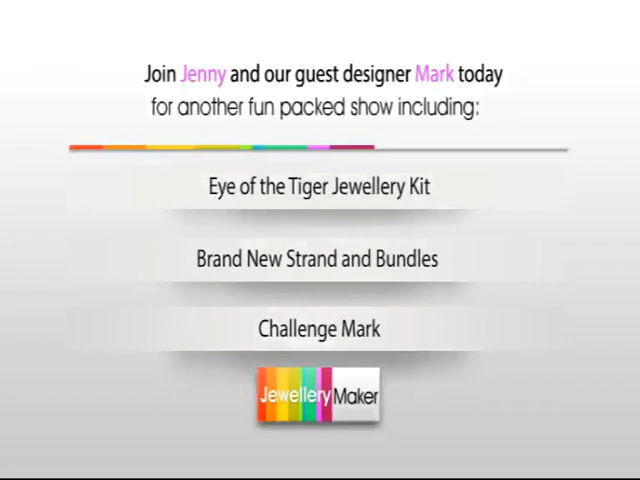 Join Jenny and our guest designer Mark today
for another fun packed show including:
Eye of the Tiger Jewellery Kit
Brand New Strand and Bundles
Challenge Mark
JewelleryMaker